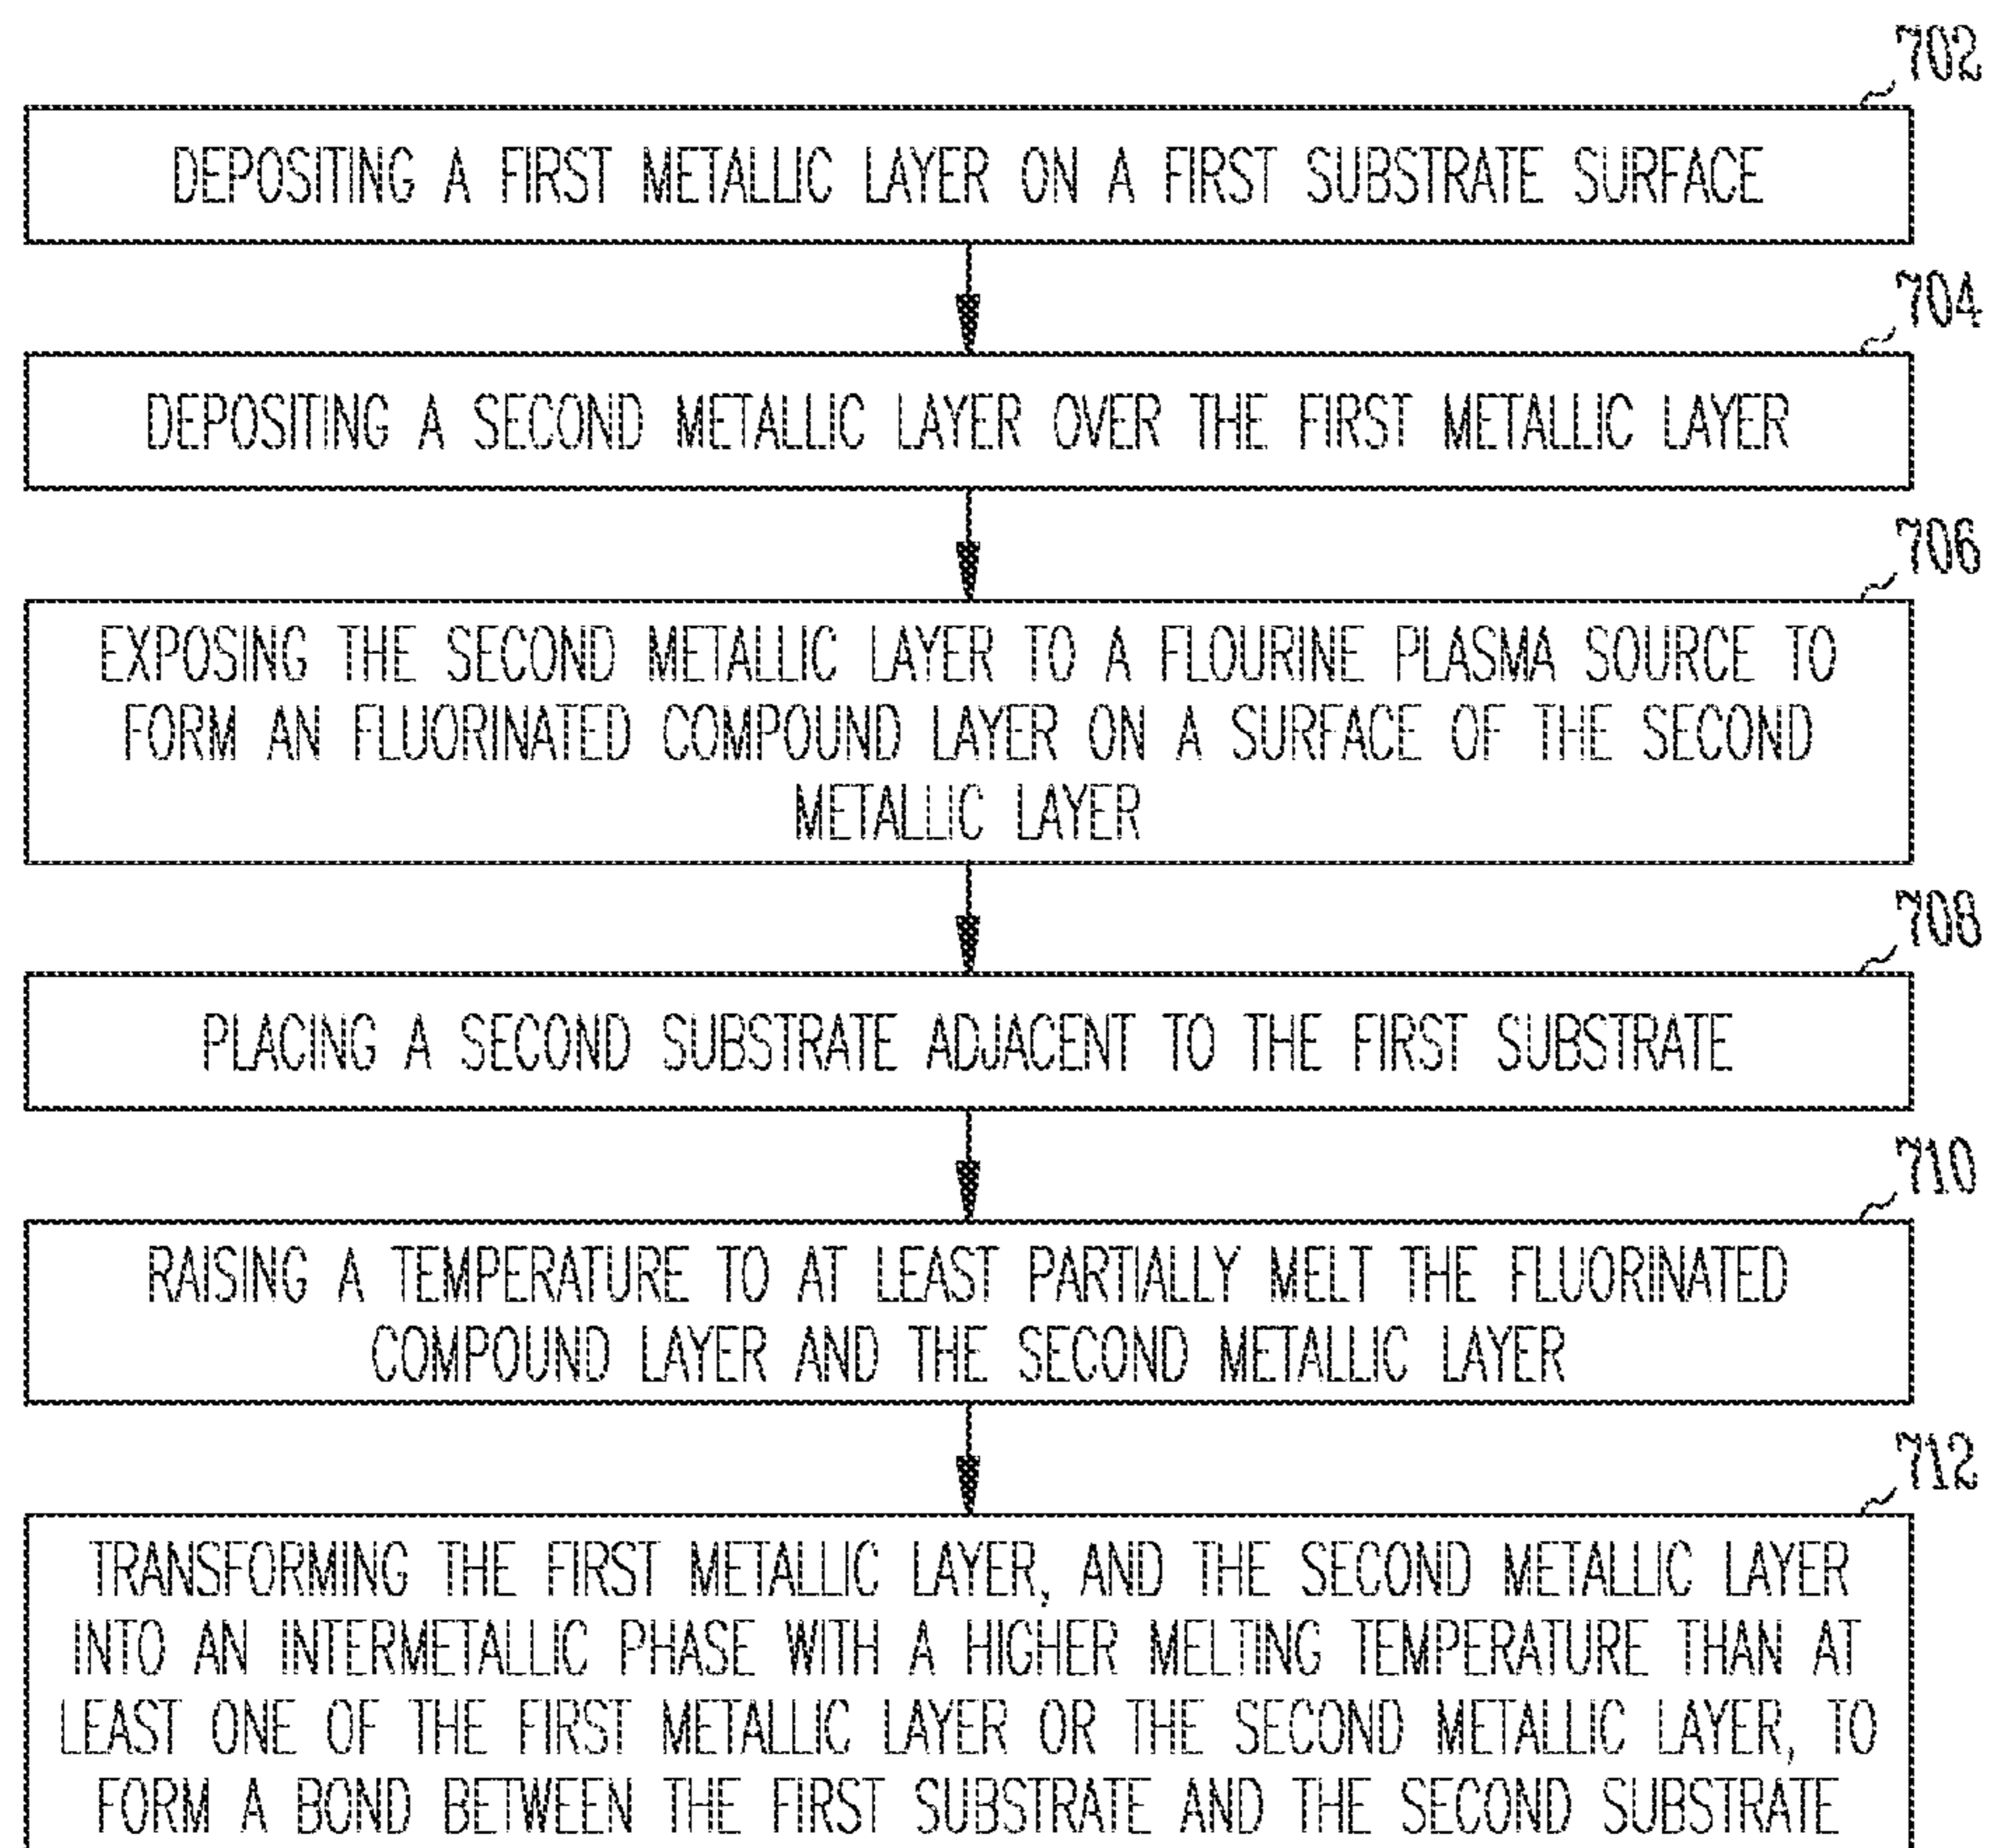 702
DEPOSITING A FIRST METALLIC LAYER ON A FIRST SUBSTRATE SURFACE
704
DEPOSITING A SECOND METALLIC LAYER OVER THE FIRST METALLIC LAYER
706
EXPOSING THE SECOND METALLIC LAYER TO A FLOURINE PLASMA SOURCE TO
FORM AN FLUORINATED COMPOUND LAYER ON A SURFACE OF THE SECOND
METALLIC LAYER
708
PLACING A SECOND SUBSTRATE ADJACENT TO THE FIRST SUBSTRATE
710
RAISING A TEMPERATURE TO AT LEAST PARTIALLY MELT THE FLUORINATED
COMPOUND LAYER AND THE SECOND METALLIC LAYER
712
TRANSFORMING THE FIRST METALLIC LAYER, AND THE SECOND METALLIC LAYER
INTO AN INTERMETALLIC PHASE WITH A HIGHER MELTING TEMPERATURE THAN AT
LEAST ONE OF THE FIRST METALLIC LAYER OR THE SECOND METALLIC LAYER, TO
FORM A BOND BETWEEN THE FIRST SUBSTRATE AND THE SECOND SUBSTRATE